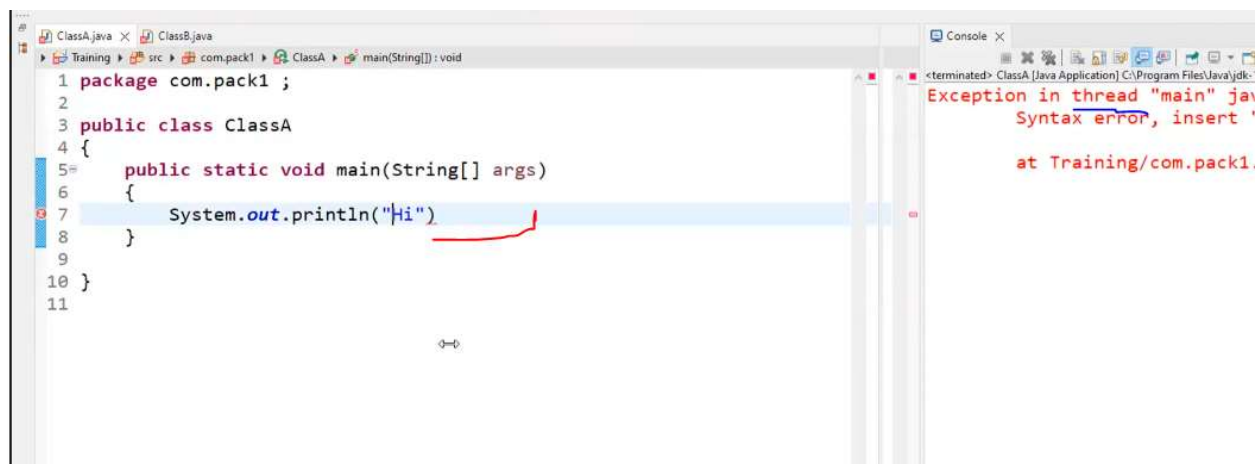 ClassA.java ClassB.java
Training src com.pack1 ClassA main(String[]) : void
1 package com.pack1 ;
2
3 public class ClassA
4 {
5 public static void main(String[] args)
6 {
7 System.out.println("Hi")
8 }
9
10 }
11
Console
<terminated> ClassA [Java Application] C:\Program Files\Java\jdk-
Exception in thread "main" jav
Syntax error, insert "
at Training/com.pack1.